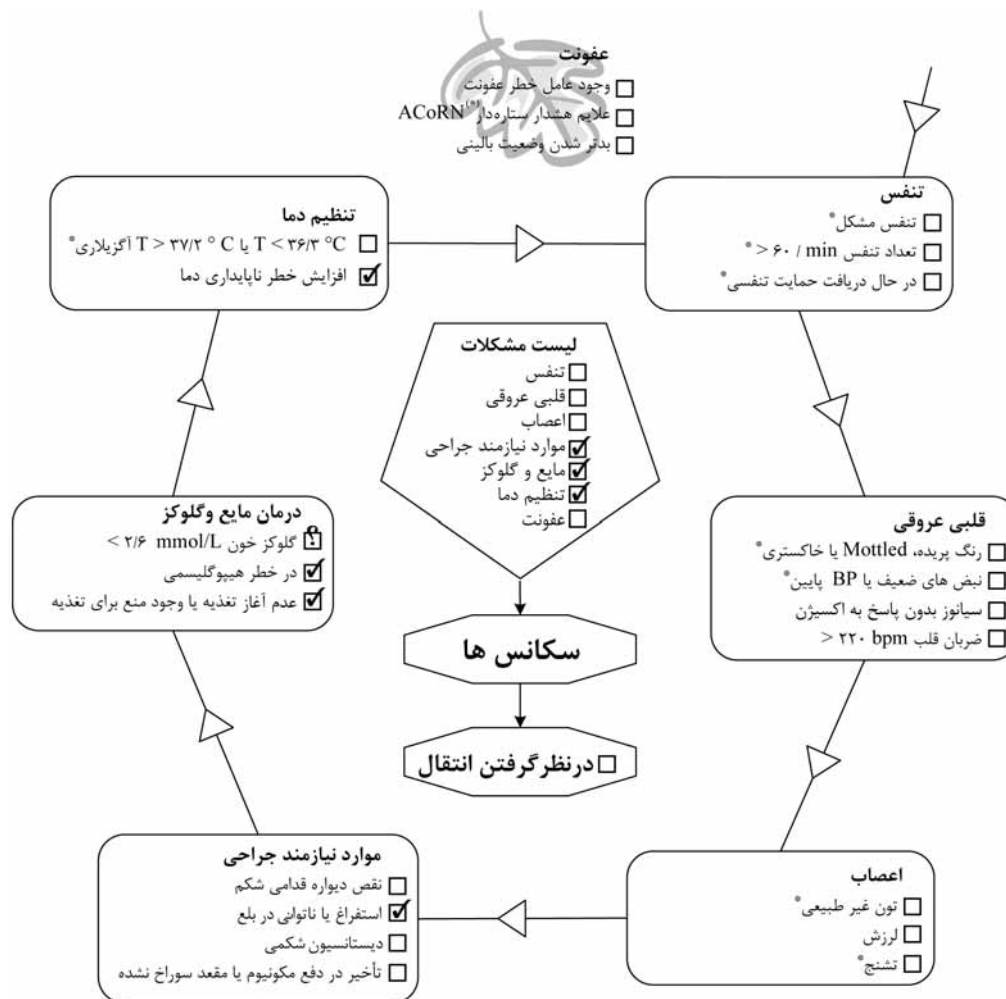 عفونت
وجود عامل خطر عفونت
علایم هشدار ستاره‌دار(*) ACoRN
بدتر شدن وضعیت بالینی
تنفس
تنفس مشکل*
تعداد تنفس ۶۰ / min < *
در حال دریافت حمایت تنفسی*
تنظیم دما
T < ۳۶/۳ °C یا T > ۳۷/۲ °C آگزیلاری*
افزایش خطر ناپایداری دما
لیست مشکلات
تنفس
قلبی عروقی
اعصاب
موارد نیازمند جراحی
مایع و گلوکز
تنظیم دما
عفونت
قلبی عروقی
رنگ پریده، Mottled یا خاکستری*
نبض های ضعیف یا BP پایین*
سیانوز بدون پاسخ به اکسیژن
ضربان قلب ۲۲۰ bpm <
درمان مایع وگلوکز
گلوکز خون ۲/۶ mmol/L >
در خطر هیپوگلیسمی
عدم آغاز تغذیه یا وجود منع برای تغذیه
سکانس ها
درنظرگرفتن انتقال
اعصاب
تون غیر طبیعی*
لرزش
تشنج*
موارد نیازمند جراحی
نقص دیواره قدامی شکم
استفراغ یا ناتوانی در بلع
دیستانسیون شکمی
تأخیر در دفع مکونیوم یا مقعد سوراخ نشده